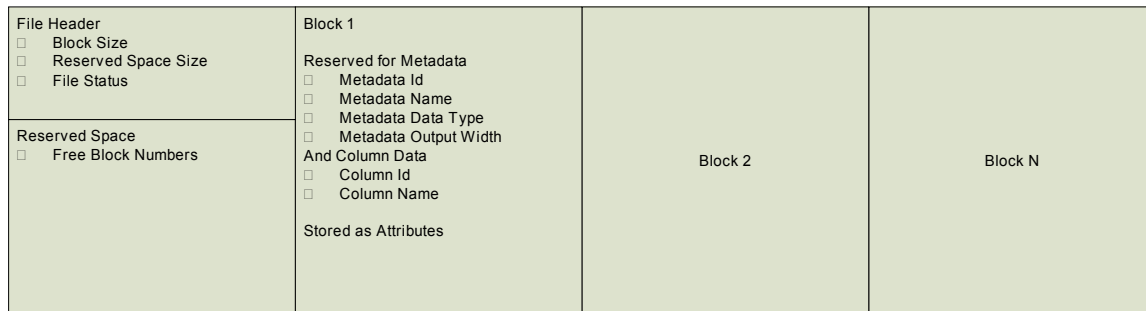 File Header
□ Block Size
□ Reserved Space Size
□ File Status
Reserved Space
□ Free Block Numbers
Block 1
Reserved for Metadata
□ Metadata Id
□ Metadata Name
□ Metadata Data Type
□ Metadata Output Width
And Column Data
□ Column Id
□ Column Name
Stored as Attributes
Block 2
Block N